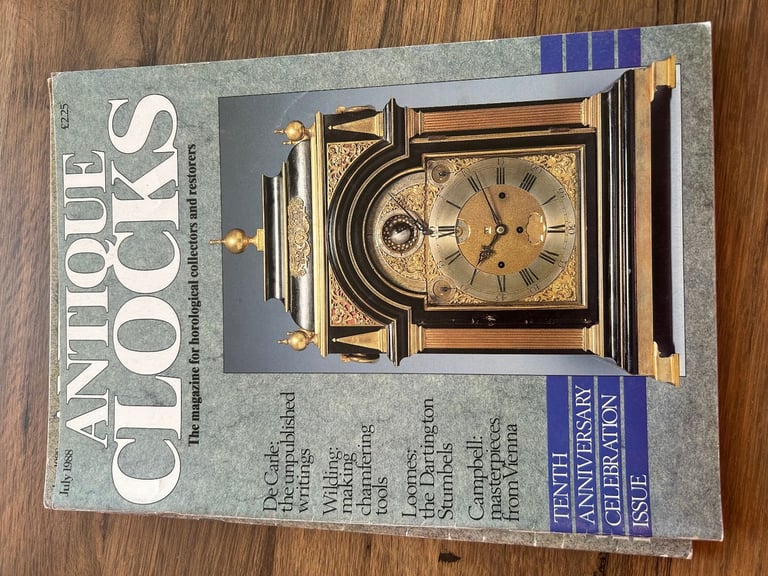 July 1988
£2.25
ANTIQUE
CLOCKS
The magazine for horological collectors and restorers
De Carle:
the unpublished
writings
Wilding:
making
chamfering
tools
Loomes:
the Dartington
Stumbels
Campbell:
masterpieces
from Vienna
TENTH
ANNIVERSARY
CELEBRATION
ISSUE